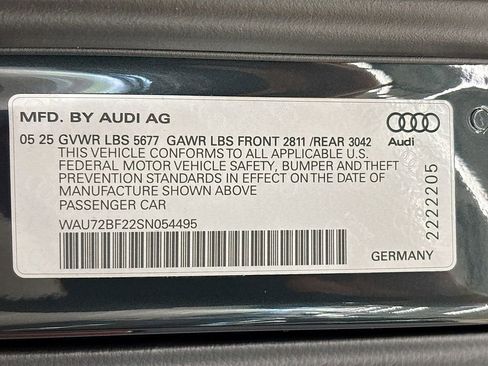 MFD. BY AUDI AG
Audi
05 25 GVWR LBS 5677 GAWR LBS FRONT 2811 /REAR 3042
THIS VEHICLE CONFORMS TO ALL APPLICABLE U.S.
FEDERAL MOTOR VEHICLE SAFETY, BUMPER AND THEFT
PREVENTION STANDARDS IN EFFECT ON THE DATE OF
MANUFACTURE SHOWN ABOVE
PASSENGER CAR
WAU72BF22SN054495
GERMANY
22222205